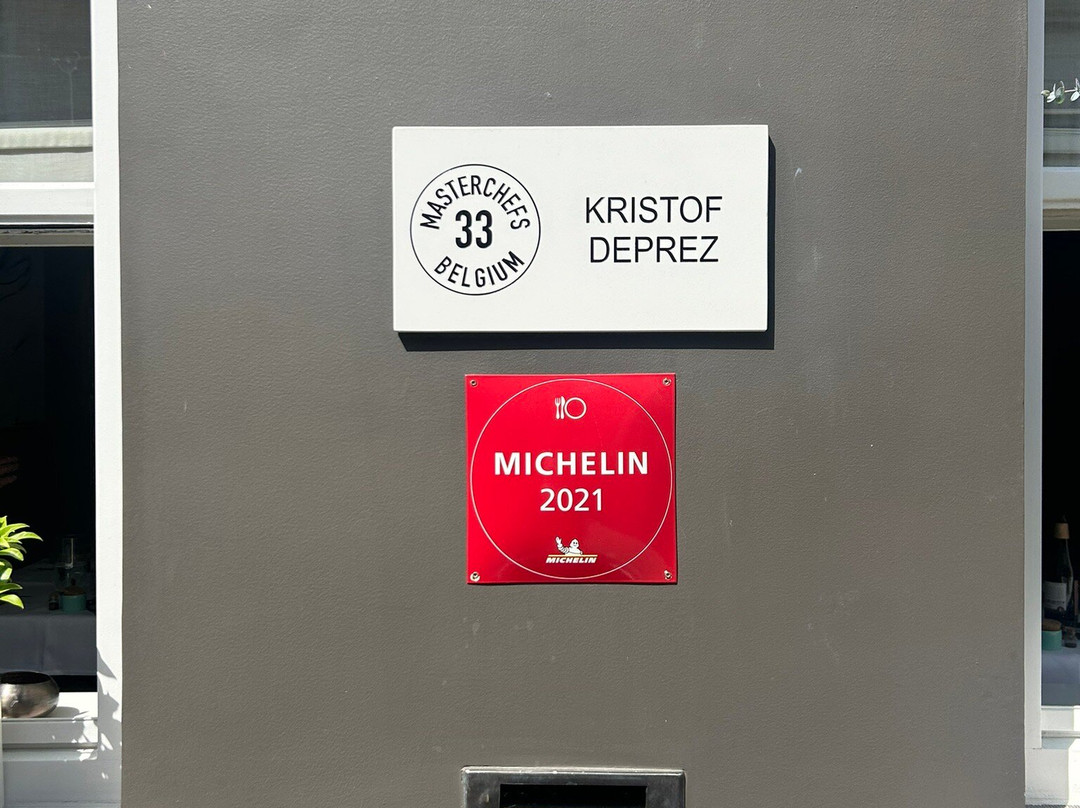 MASTERCHEFS
33
BELGIUM
KRISTOF
DEPREZ
MICHELIN
2021
MICHELIN